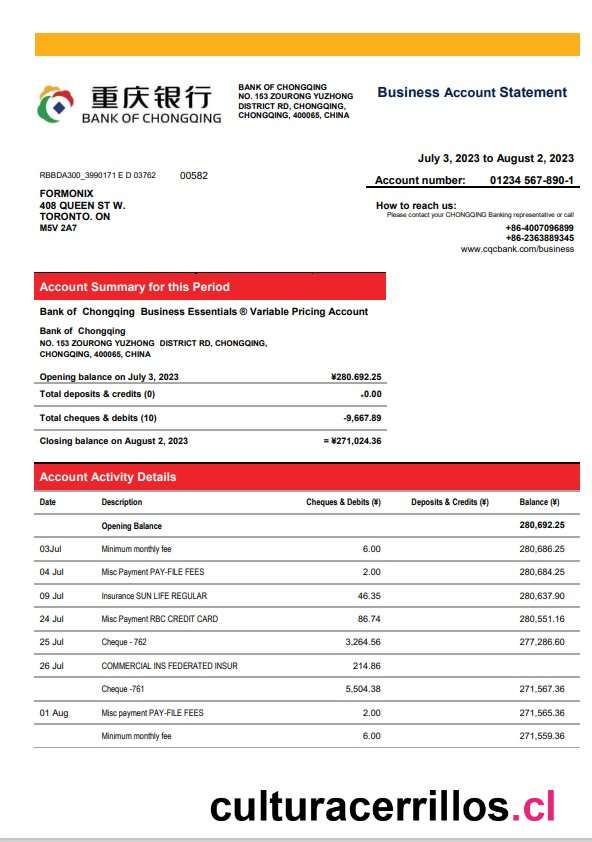 重庆银行
BANK OF CHONGQING
BANK OF CHONGQING
NO. 153 ZOURONG YUZHONG
DISTRICT RD, CHONGQING,
CHONGQING, 400065, CHINA
Business Account Statement
July 3, 2023 to August 2, 2023
RBBDA300_3990171 E D 03762 00582
Account number: 01234 567-890-1
FORMONIX
408 QUEEN ST W.
TORONTO. ON
M5V 2A7
How to reach us:
Please contact your CHONGQING Banking representative or call
+86-4007096899
+86-2363889345
www.cqcbank.com/business
Account Summary for this Period
Bank of Chongqing Business Essentials ® Variable Pricing Account
Bank of Chongqing
NO. 153 ZOURONG YUZHONG DISTRICT RD, CHONGQING,
CHONGQING, 400065, CHINA
Opening balance on July 3, 2023 ¥280.692.25
Total deposits & credits (0) .0.00
Total cheques & debits (10) -9,667.89
Closing balance on August 2, 2023 = ¥271,024.36
Account Activity Details
Date Description Cheques & Debits (¥) Deposits & Credits (¥) Balance (¥)
Opening Balance 280,692.25
03Jul Minimum monthly fee 6.00 280,686.25
04 Jul Misc Payment PAY-FILE FEES 2.00 280,684.25
09 Jul Insurance SUN LIFE REGULAR 46.35 280,637.90
24 Jul Misc Payment RBC CREDIT CARD 86.74 280,551.16
25 Jul Cheque - 762 3,264.56 277,286.60
26 Jul COMMERCIAL INS FEDERATED INSUR 214.86
Cheque -761 5,504.38 271,567.36
01 Aug Misc payment PAY-FILE FEES 2.00 271,565.36
Minimum monthly fee 6.00 271,559.36
culturacerrillos.cl